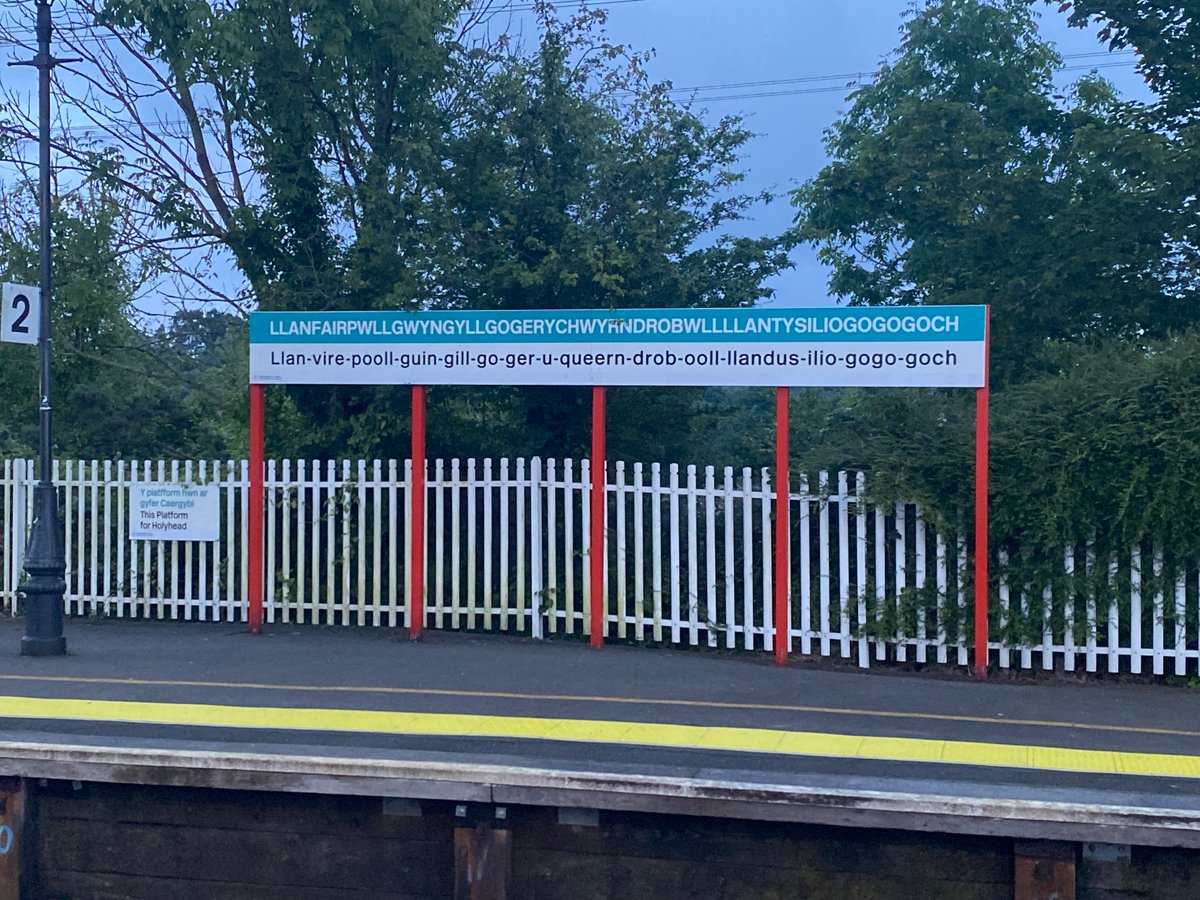 2
LLANFAIRPWLLGWYNGYLLGOGERYCHWYRNDROBWLLLLANTYSILIOGOGOGOCH
Llan-vire-pooll-guin-gill-go-ger-u-queern-drob-ooll-llandus-ilio-gogo-goch
Y platfform hwn ar
gyfer Caergybi
This Platform
for Holyhead